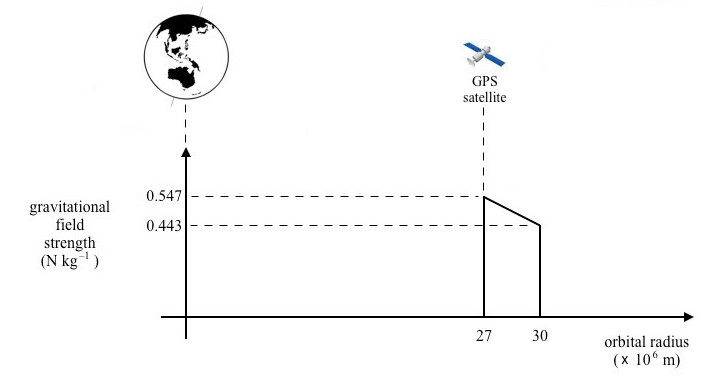 GPS
satellite
0.547
gravitational
field
strength
(N kg⁻¹ )
0.443
27
30
orbital radius
( x 10⁶ m)